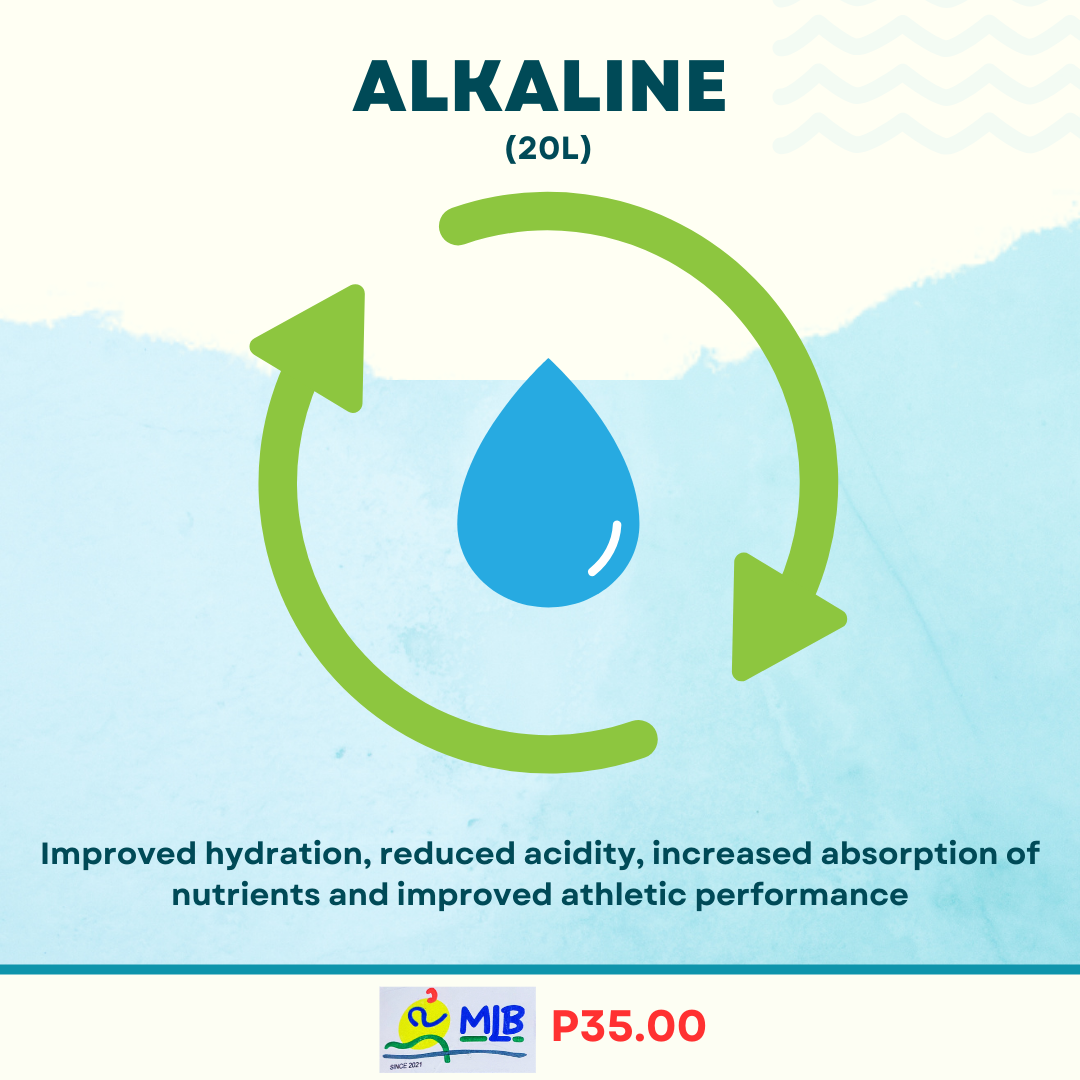 ALKALINE
(20L)
Improved hydration, reduced acidity, increased absorption of
nutrients and improved athletic performance
MLB
P35.00
SINCE 2021